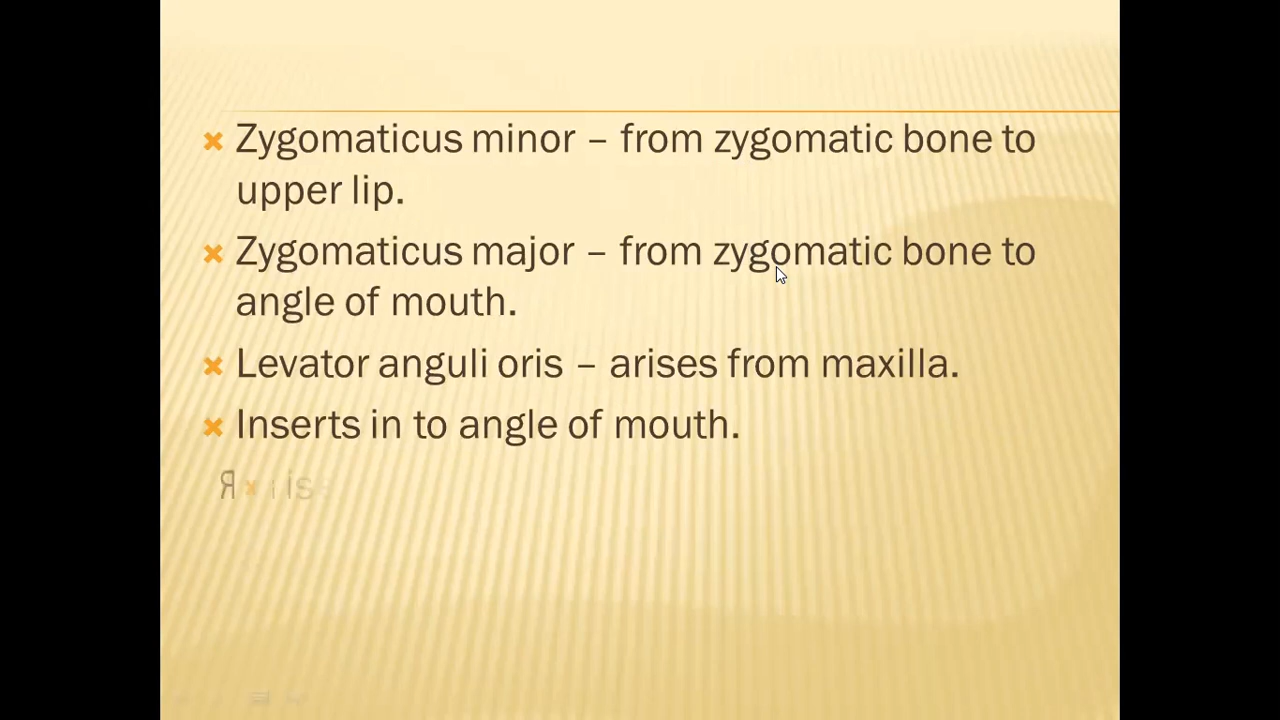 Zygomaticus minor – from zygomatic bone to
upper lip.
Zygomaticus major – from zygomatic bone to
angle of mouth.
Levator anguli oris – arises from maxilla.
Inserts in to angle of mouth.